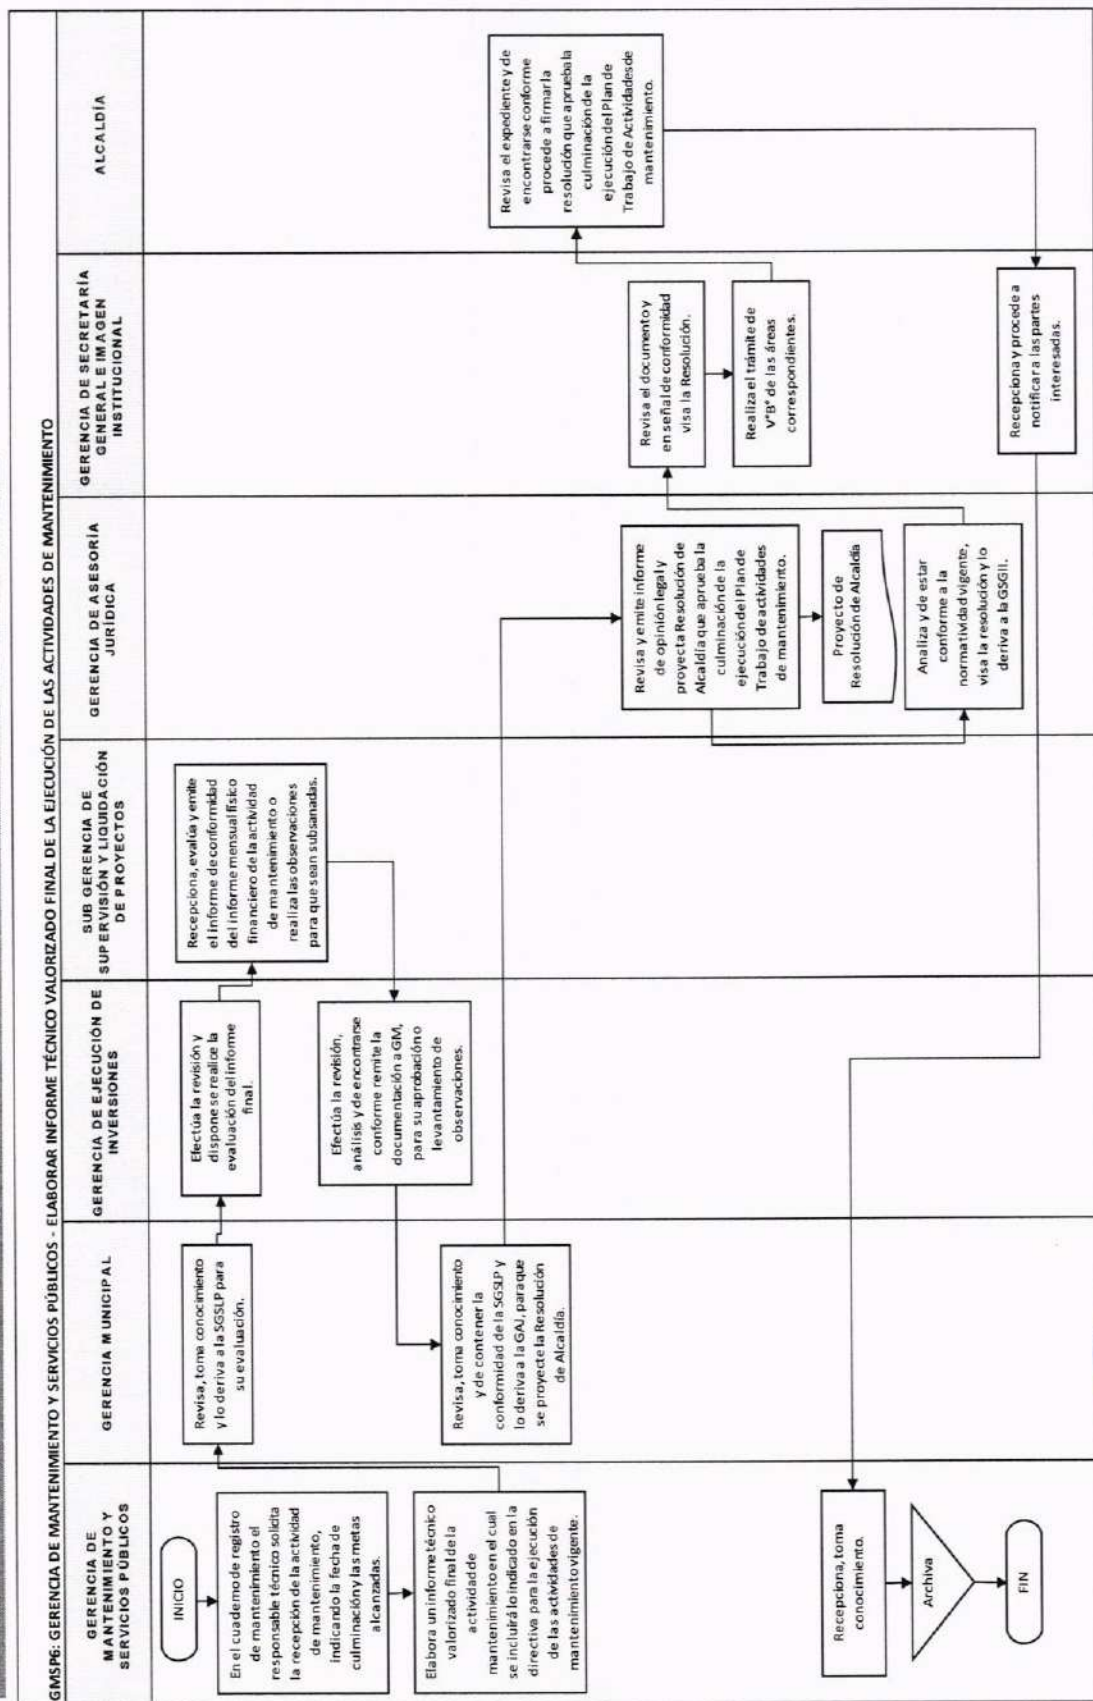 GMSP6: GERENCIA DE MANTENIMIENTO Y SERVICIOS PÚBLICOS - ELABORAR INFORME TÉCNICO VALORIZADO FINAL DE LA EJECUCIÓN DE LAS ACTIVIDADES DE MANTENIMIENTO
GERENCIA DE
MANTENIMIENTO Y
SERVICIOS PÚBLICOS
GERENCIA MUNICIPAL
GERENCIA DE EJECUCIÓN DE
INVERSIONES
SUB GERENCIA DE
SUPERVISIÓN Y LIQUIDACIÓN
DE PROYECTOS
GERENCIA DE ASESORÍA
JURÍDICA
GERENCIA DE SECRETARÍA
GENERAL E IMAGEN
INSTITUCIONAL
ALCALDÍA
INICIO
En el cuaderno de registro
de mantenimiento el
responsable técnico solicita
la recepción de la actividad
de mantenimiento,
indicando la fecha de
culminación y las metas
alcanzadas.
Elabora un informe técnico
valorizado final de la
actividad de
mantenimiento en el cual
se incluirá lo indicado en la
directiva para la ejecución
de las actividades de
mantenimiento vigente.
Revisa, toma conocimiento
y lo deriva a la SGSLP para
su evaluación.
Efectúa la revisión y
dispone se realice la
evaluación del informe
final.
Recepciona, evalúa y emite
el informe de conformidad
del informe mensual físico
financiero de la actividad
de mantenimiento o
realiza las observaciones
para que sean subsanadas.
Efectúa la revisión,
análisis y de encontrarse
conforme remite la
documentación a GM,
para su aprobación o
levantamiento de
observaciones.
Revisa, toma conocimiento
y de contener la
conformidad de la SGSLP y
lo deriva a la GAJ, para que
se proyecte la Resolución
de Alcaldía.
Revisa y emite informe
de opinión legal y
proyecta Resolución de
Alcaldía que aprueba la
culminación de la
ejecución del Plan de
Trabajo de actividades
de mantenimiento.
Proyecto de
Resolución de Alcaldía
Analiza y de estar
conforme a la
normatividad vigente,
visa la resolución y lo
deriva a la GSGII.
Revisa el documento y
en señal de conformidad
visa la Resolución.
Realiza el trámite de
V°B° de las áreas
correspondientes.
Revisa el expediente y de
encontrarse conforme
procede a firmar la
resolución que aprueba la
culminación de la
ejecución del Plan de
Trabajo de Actividades de
mantenimiento.
Recepciona y procede a
notificar a las partes
interesadas.
Recepciona, toma
conocimiento.
Archiva
FIN